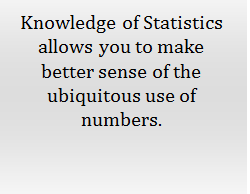 Knowledge of Statistics
allows you to make
better sense of the
ubiquitous use of
numbers.